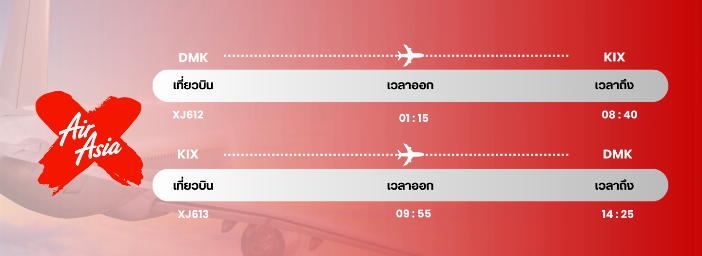 DMK KIX
เที่ยวบิน เวลาออก เวลาถึง
XJ612 01 : 15 08 : 40
Air
Asia
KIX DMK
เที่ยวบิน เวลาออก เวลาถึง
XJ613 09 : 55 14 : 25